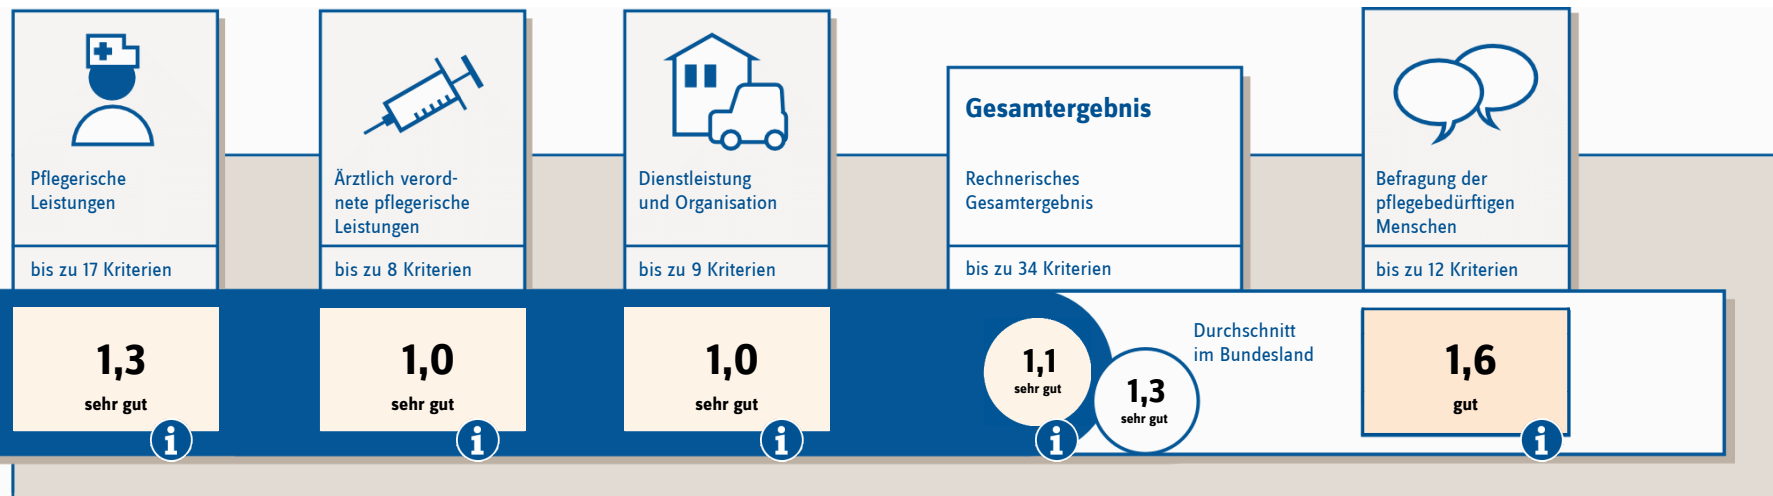 Pflegerische
Leistungen
bis zu 17 Kriterien
1,3
sehr gut
i
Ärztlich verord-
nete pflegerische
Leistungen
bis zu 8 Kriterien
1,0
sehr gut
i
Dienstleistung
und Organisation
bis zu 9 Kriterien
1,0
sehr gut
i
Gesamtergebnis
Rechnerisches
Gesamtergebnis
bis zu 34 Kriterien
1,1
sehr gut
i
Durchschnitt
im Bundesland
1,3
sehr gut
Befragung der
pflegebedürftigen
Menschen
bis zu 12 Kriterien
1,6
gut
i